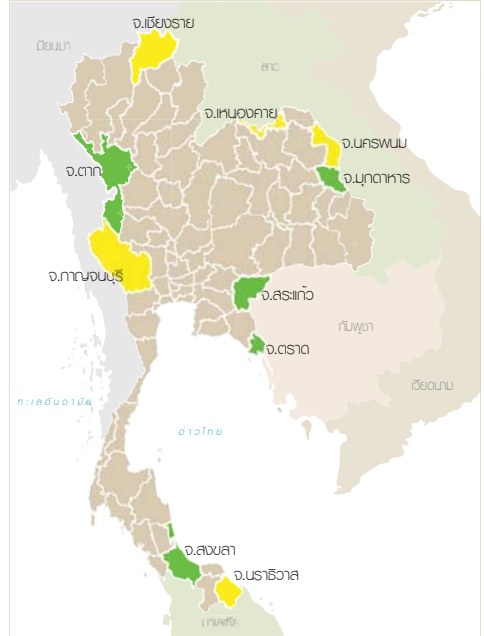 จ.เชียงราย
เมียนมา
ลาว
จ.เหนองคาย
จ.นครพนม
จ.ตาก
จ.มุกดาหาร
จ.กาญจนบุรี
จ.สระแก้ว
กัมพูชา
จ.ตราด
เวียดนาม
ทะเลอันดามัน
อ่าวไทย
จ.สงขลา
จ.นราธิวาส
มาเลเซีย